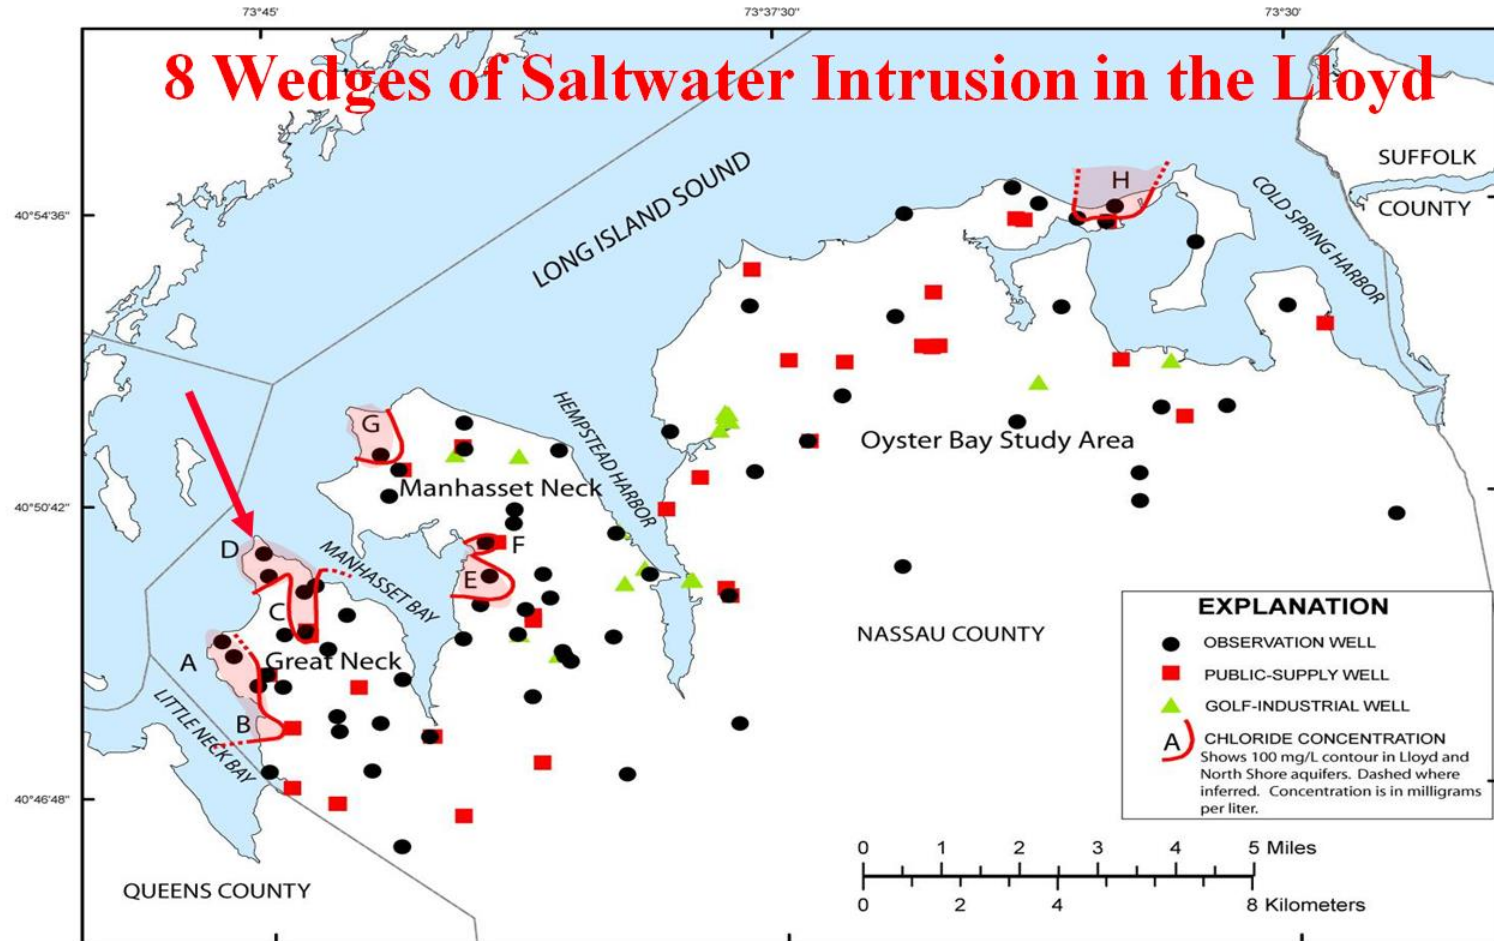 73°45'
73°37'30"
73°30'
8 Wedges of Saltwater Intrusion in the Lloyd
SUFFOLK
COUNTY
COLD SPRING HARBOR
LONG ISLAND SOUND
H
40°54'36"
HEMPSTEAD HARBOR
G
Oyster Bay Study Area
Manhasset Neck
40°50'42"
D
MANHASSET BAY
F
E
C
A
Great Neck
B
LITTLE NECK BAY
NASSAU COUNTY
40°46'48"
QUEENS COUNTY
EXPLANATION
OBSERVATION WELL
PUBLIC-SUPPLY WELL
GOLF-INDUSTRIAL WELL
A CHLORIDE CONCENTRATION
Shows 100 mg/L contour in Lloyd and
North Shore aquifers. Dashed where
inferred. Concentration is in milligrams
per liter.
0 1 2 3 4 5 Miles
0 2 4 8 Kilometers